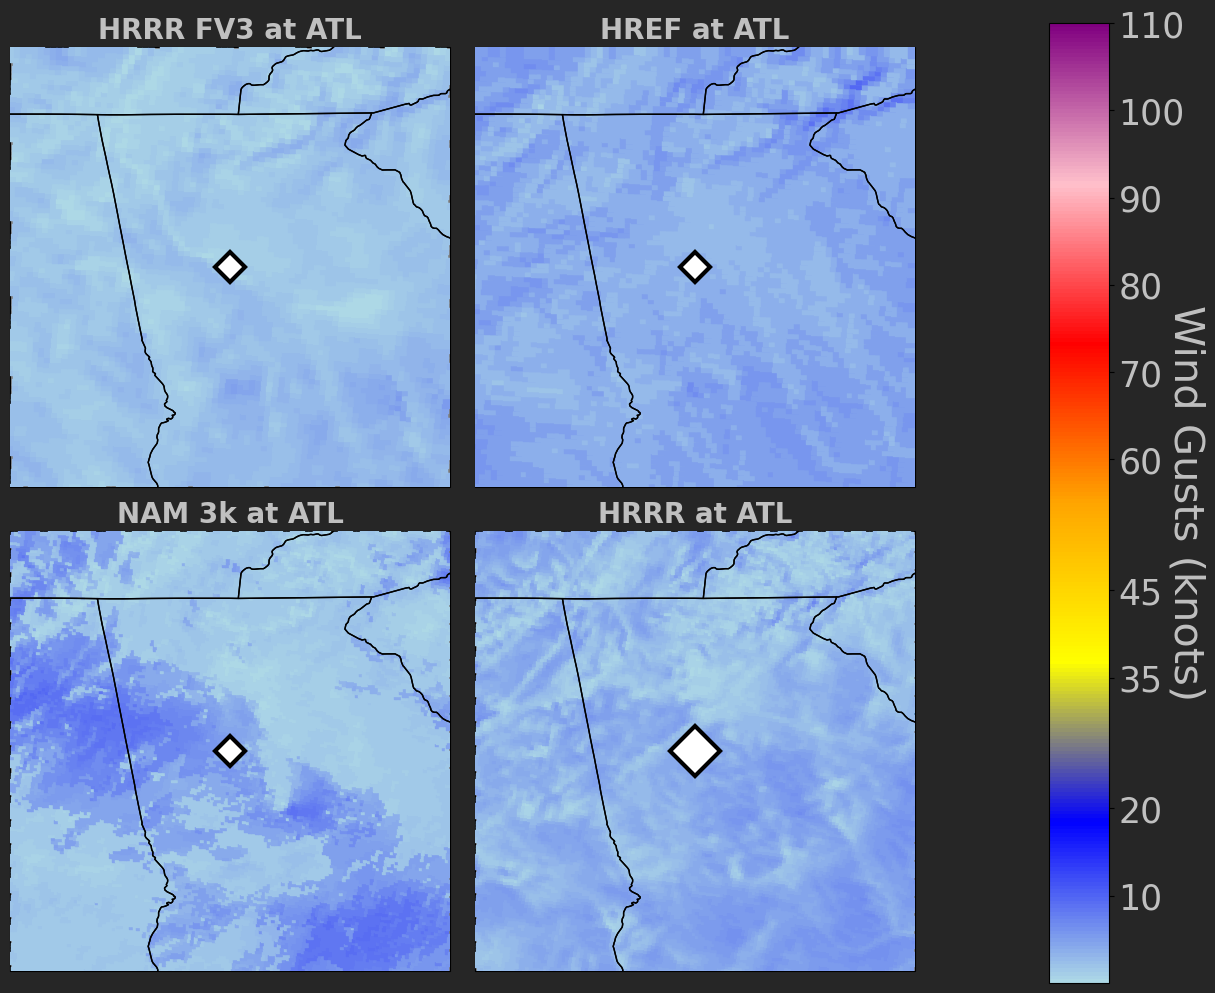 HRRR FV3 at ATL
HREF at ATL
NAM 3k at ATL
HRRR at ATL
110
100
90
80
70
60
45
35
20
10
Wind Gusts (knots)